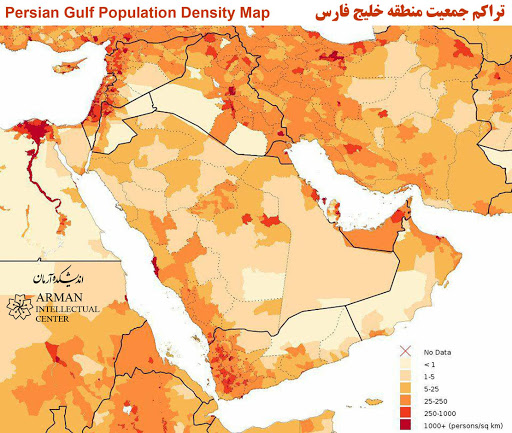 Persian Gulf Population Density Map
تراکم جمعیت منطقه خلیج فارس
اندیشکده آرمان
ARMAN
INTELLECTUAL
CENTER
No Data
< 1
1-5
5-25
25-250
250-1000
1000+ (persons/sq km)